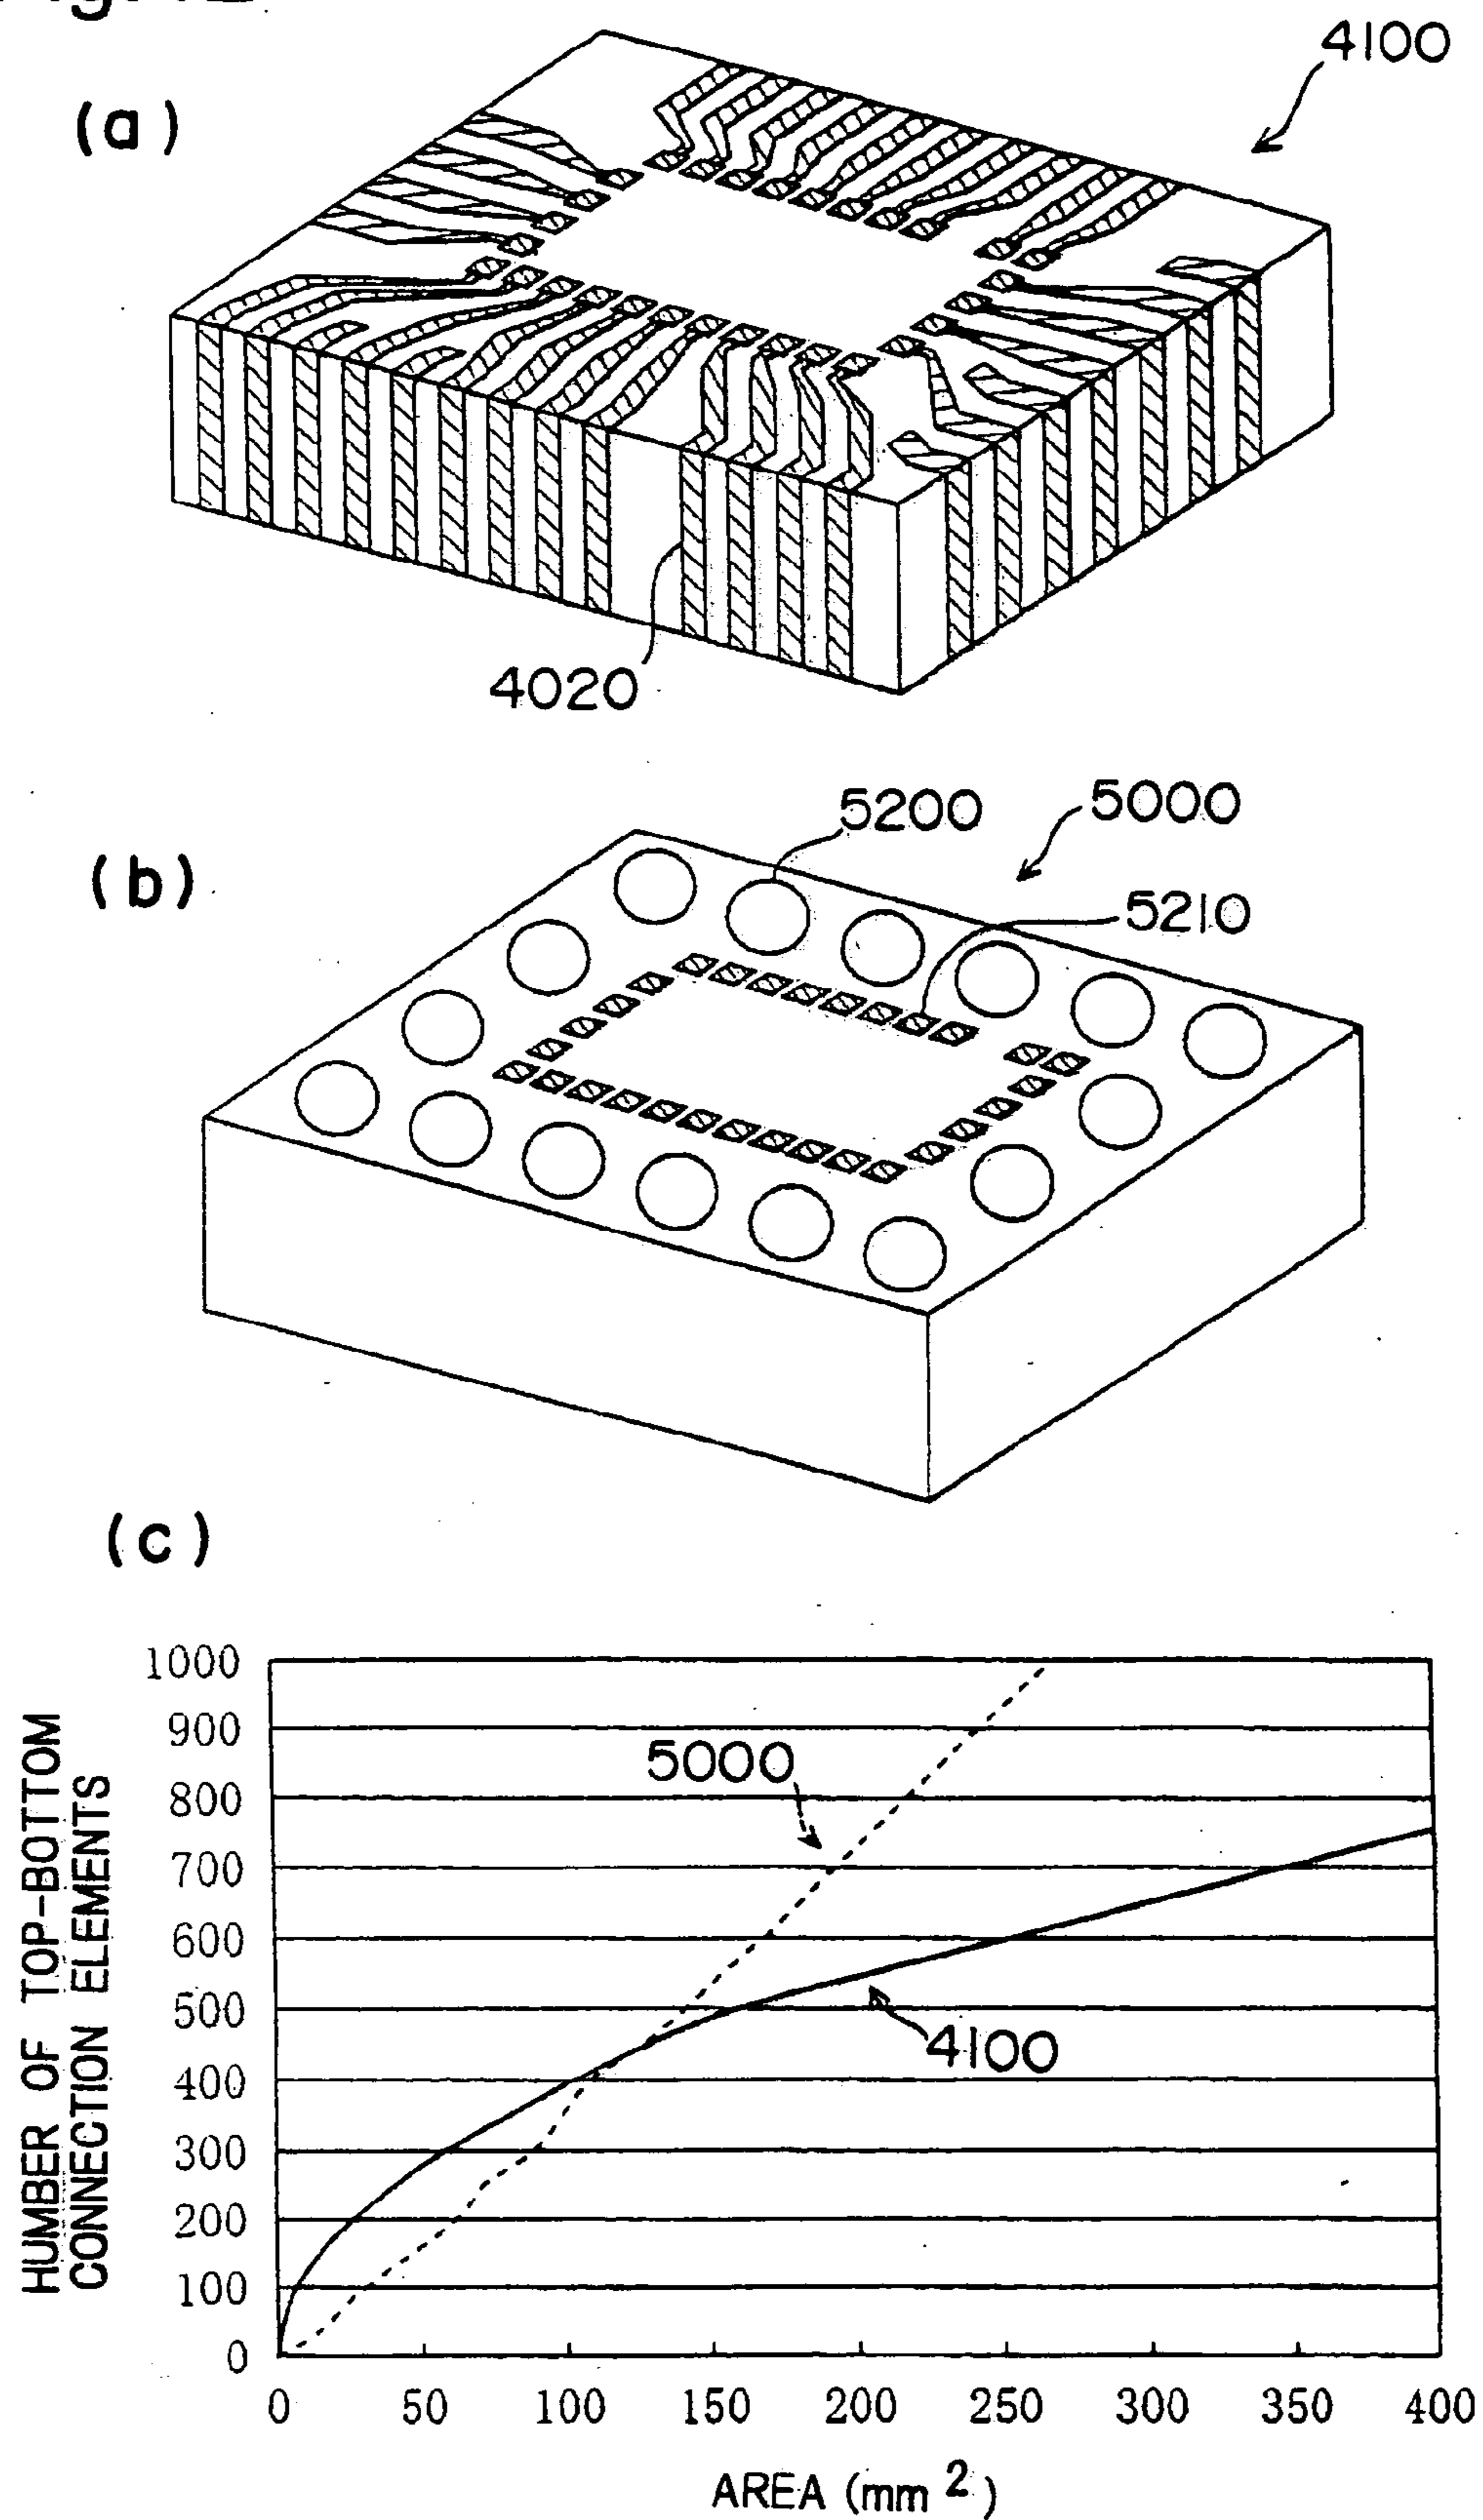 (a)
4100
4020
(b)
5200
5000
5210
(c)
HUMBER OF TOP-BOTTOM
CONNECTION ELEMENTS
1000
900
800
700
600
500
400
300
200
100
0
5000
4100
0 50 100 150 200 250 300 350 400
AREA (mm 2)